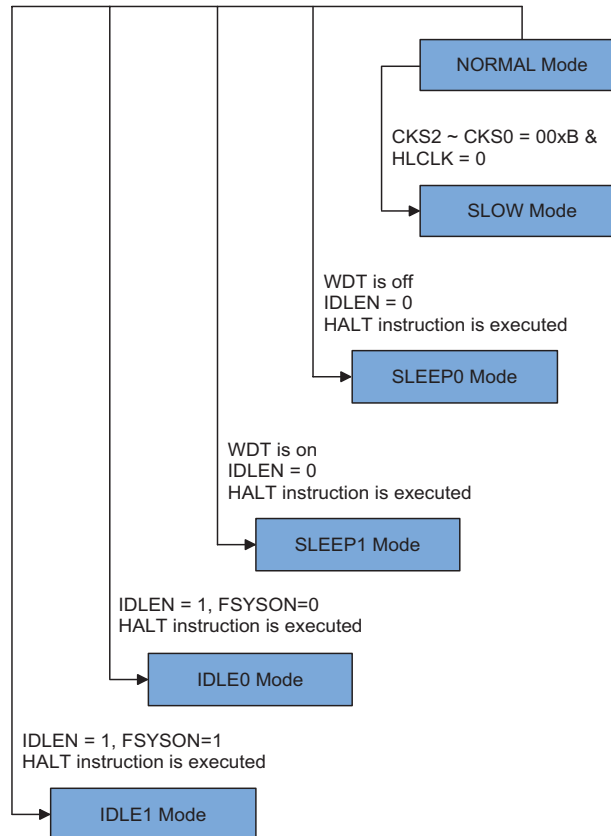 NORMAL Mode
CKS2 ~ CKS0 = 00xB &
HLCLK = 0
SLOW Mode
WDT is off
IDLEN = 0
HALT instruction is executed
SLEEP0 Mode
WDT is on
IDLEN = 0
HALT instruction is executed
SLEEP1 Mode
IDLEN = 1, FSYSON=0
HALT instruction is executed
IDLE0 Mode
IDLEN = 1, FSYSON=1
HALT instruction is executed
IDLE1 Mode